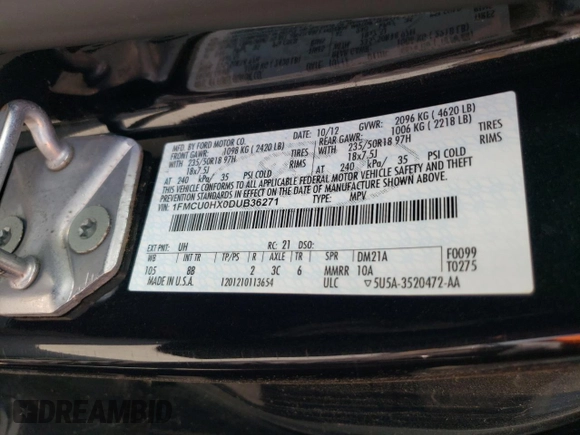 MFD. BY FORD MOTOR CO.
DATE: 10/12
GVWR: 2096 KG ( 4620 LB)
FRONT GAWR: 1098 KG ( 2420 LB)
REAR GAWR: 1006 KG ( 2218 LB)
WITH 235/50R18 97H TIRES
WITH 235/50R18 97H TIRES
18x7.5J RIMS
18x7.5J RIMS
AT 240 kPa/ 35 PSI COLD
AT 240 kPa/ 35 PSI COLD
THIS VEHICLE CONFORMS TO ALL APPLICABLE FEDERAL MOTOR VEHICLE SAFETY AND THEFT
PREVENTION STANDARDS IN EFFECT ON THE DATE OF MANUFACTURE SHOWN ABOVE.
VIN: 1FMCU0HX0DUB36271
TYPE: MPV
EXT PNT: UH RC: 21 DSO:
WB INT TR TP/PS R AXLE TR SPR DM21A F0099
105 BB 2 3C 6 MMRR 10A T0275
MADE IN U.S.A. 1201210113654 ULC ▽5U5A-3520472-AA
DREAMBID